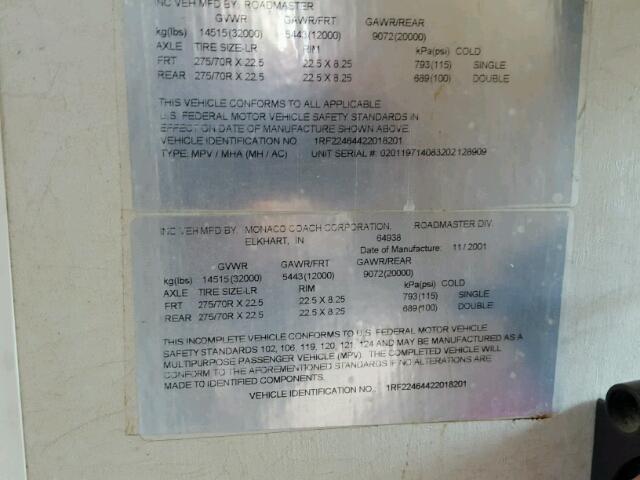 INC VEH MFD BY: ROADMASTER
GVWR GAWR/FRT GAWR/REAR
kg(lbs) 14515(32000) 5443(12000) 9072(20000)
AXLE TIRE SIZE-LR RIM kPa(psi) COLD
FRT 275/70R X 22.5 22.5 X 8.25 793(115) SINGLE
REAR 275/70R X 22.5 22.5 X 8.25 689(100) DOUBLE
THIS VEHICLE CONFORMS TO ALL APPLICABLE
U.S. FEDERAL MOTOR VEHICLE SAFETY STANDARDS IN
EFFECT ON DATE OF MANUFACTURE SHOWN ABOVE.
VEHICLE IDENTIFICATION NO: 1RF22464422018201
TYPE: MPV / MHA (MH / AC) UNIT SERIAL #: 020119714083202128909
INC VEH MFD BY: MONACO COACH CORPORATION, ROADMASTER DIV.
ELKHART, IN 64938
Date of Manufacture: 11/2001
GVWR GAWR/FRT GAWR/REAR
kg(lbs) 14515(32000) 5443(12000) 9072(20000)
AXLE TIRE SIZE-LR RIM kPa(psi) COLD
FRT 275/70R X 22.5 22.5 X 8.25 793(115) SINGLE
REAR 275/70R X 22.5 22.5 X 8.25 689(100) DOUBLE
THIS INCOMPLETE VEHICLE CONFORMS TO U.S. FEDERAL MOTOR VEHICLE
SAFETY STANDARDS 102, 106, 119, 120, 121, 124 AND MAY BE MANUFACTURED AS A
MULTIPURPOSE PASSENGER VEHICLE (MPV). THE COMPLETED VEHICLE WILL
CONFORM TO THE AFOREMENTIONED STANDARDS IF NO ALTERATIONS ARE
MADE TO IDENTIFIED COMPONENTS.
VEHICLE IDENTIFICATION NO.: 1RF22464422018201